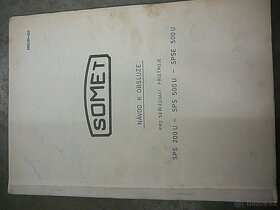 SOMET
NÁVOD K OBSLUZE
PRO SEŘIZOVACÍ PŘÍSTROJE
SPS 200 U - SPS 500 U - SPSE 500 U